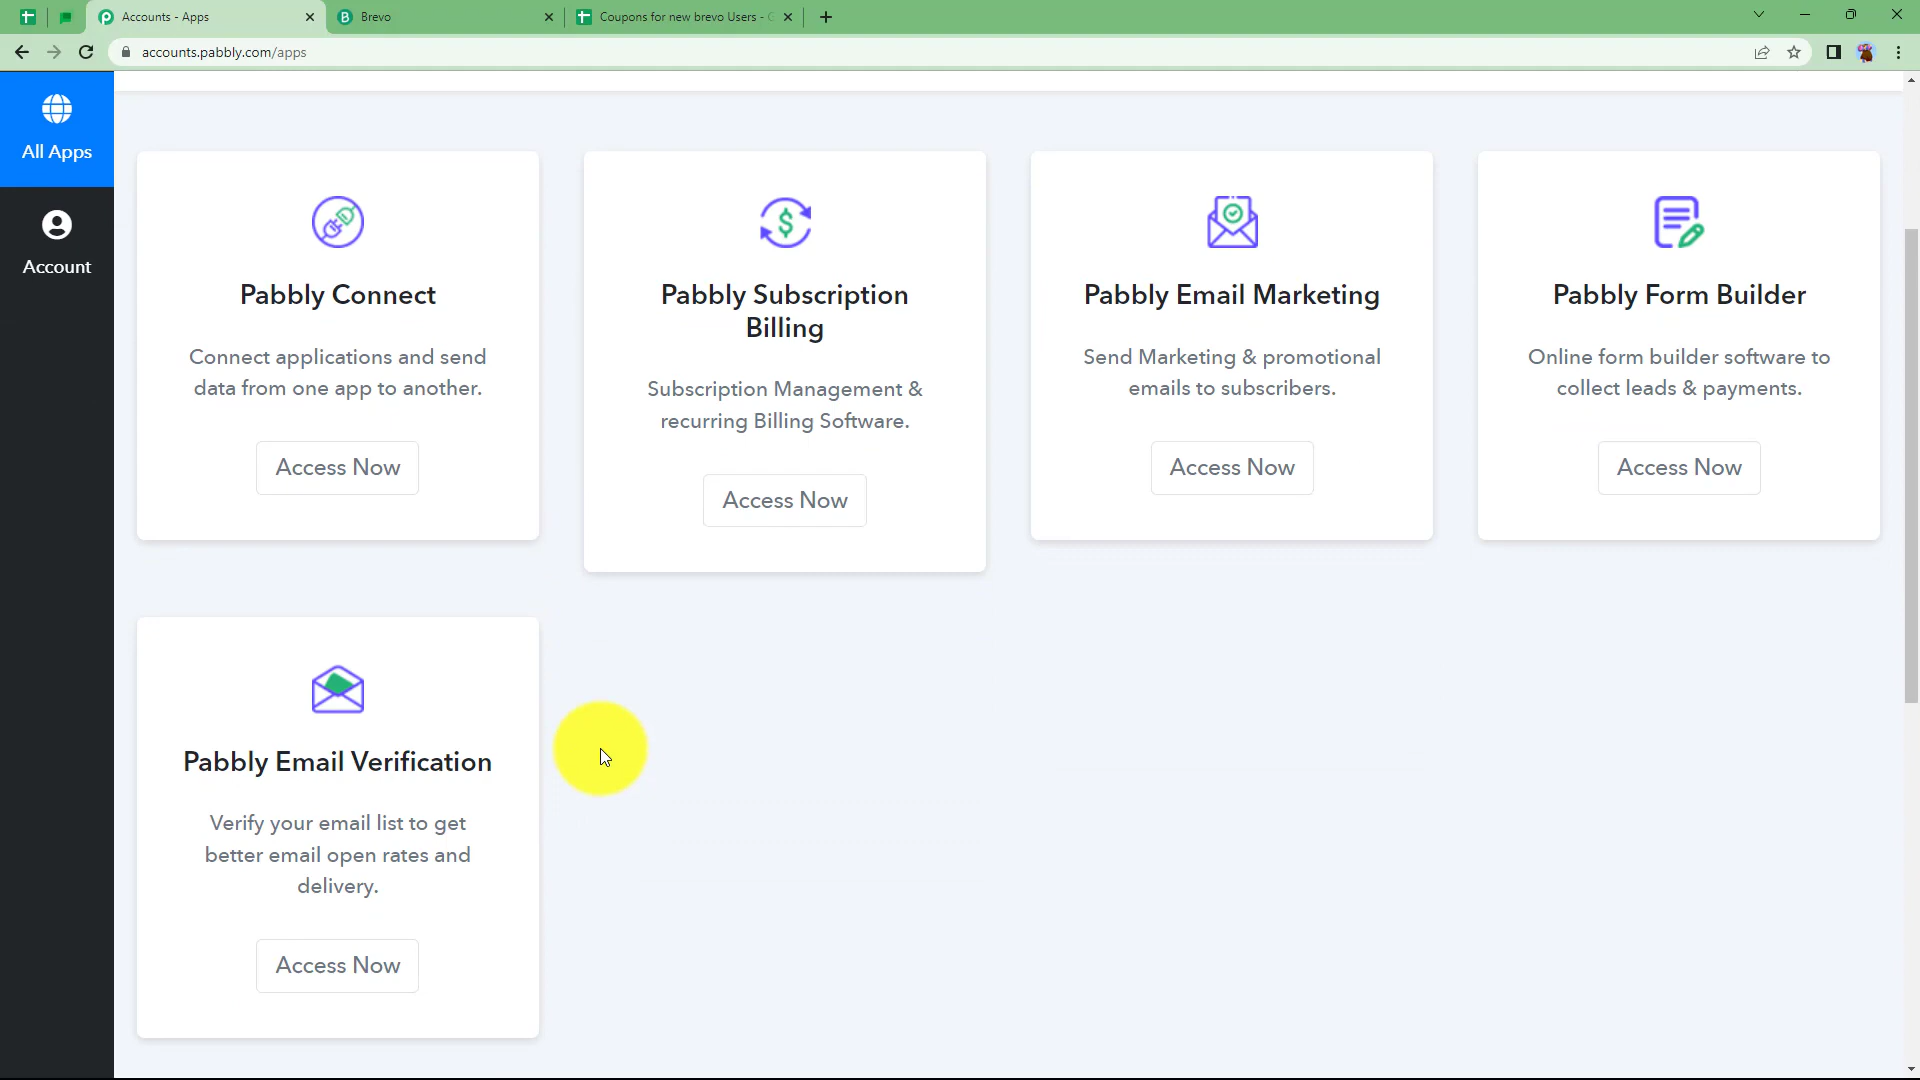 Accounts - Apps
Brevo
Coupons for new brevo Users -
accounts.pabbly.com/apps
All Apps
Account
Pabbly Connect
Connect applications and send
data from one app to another.
Access Now
Pabbly Subscription
Billing
Subscription Management &
recurring Billing Software.
Access Now
Pabbly Email Marketing
Send Marketing & promotional
emails to subscribers.
Access Now
Pabbly Form Builder
Online form builder software to
collect leads & payments.
Access Now
Pabbly Email Verification
Verify your email list to get
better email open rates and
delivery.
Access Now